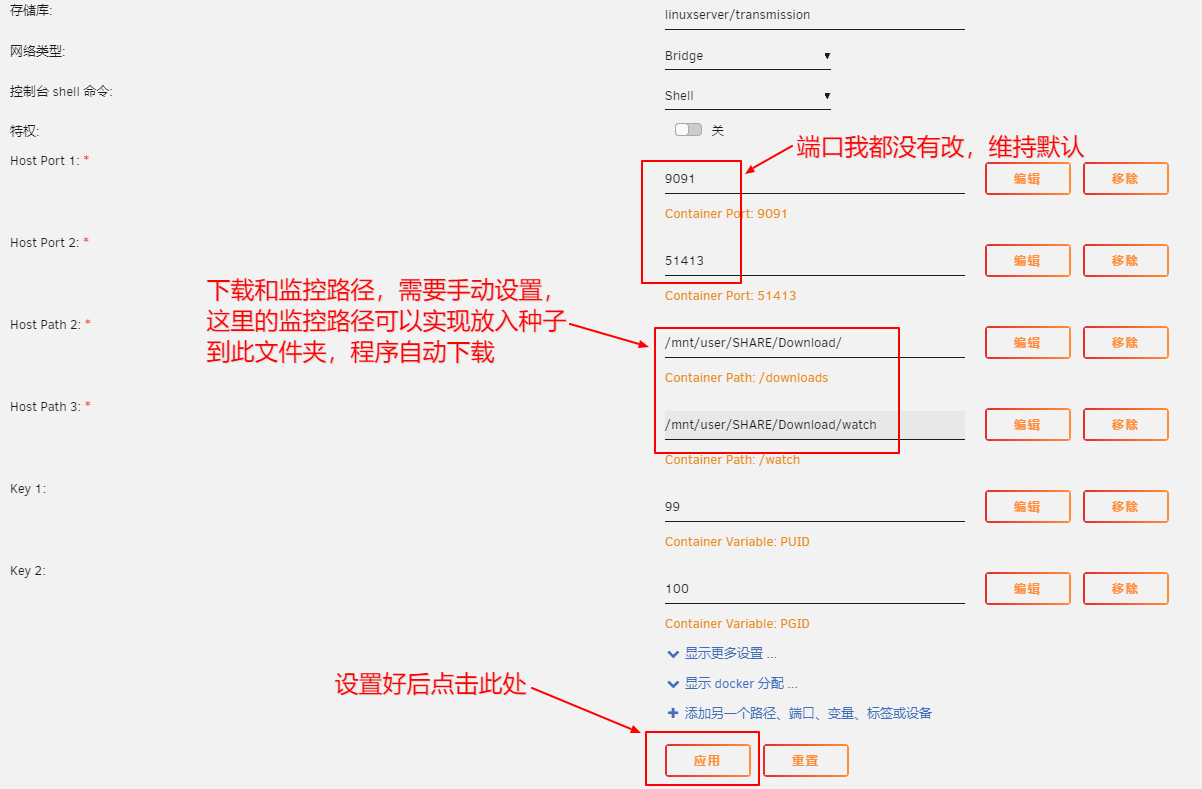 存储库:
linuxserver/transmission
网络类型:
Bridge
控制台 shell 命令:
Shell
特权:
关
端口我都没有改，维持默认
Host Port 1: *
9091
编辑
移除
Container Port: 9091
Host Port 2: *
51413
编辑
移除
Container Port: 51413
下载和监控路径，需要手动设置，
这里的监控路径可以实现放入种子
到此文件夹，程序自动下载
Host Path 2: *
/mnt/user/SHARE/Download/
编辑
移除
Container Path: /downloads
Host Path 3: *
/mnt/user/SHARE/Download/watch
编辑
移除
Container Path: /watch
Key 1:
99
编辑
移除
Container Variable: PUID
Key 2:
100
编辑
移除
Container Variable: PGID
显示更多设置 ...
显示 docker 分配 ...
添加另一个路径、端口、变量、标签或设备
设置好后点击此处
应用
重置